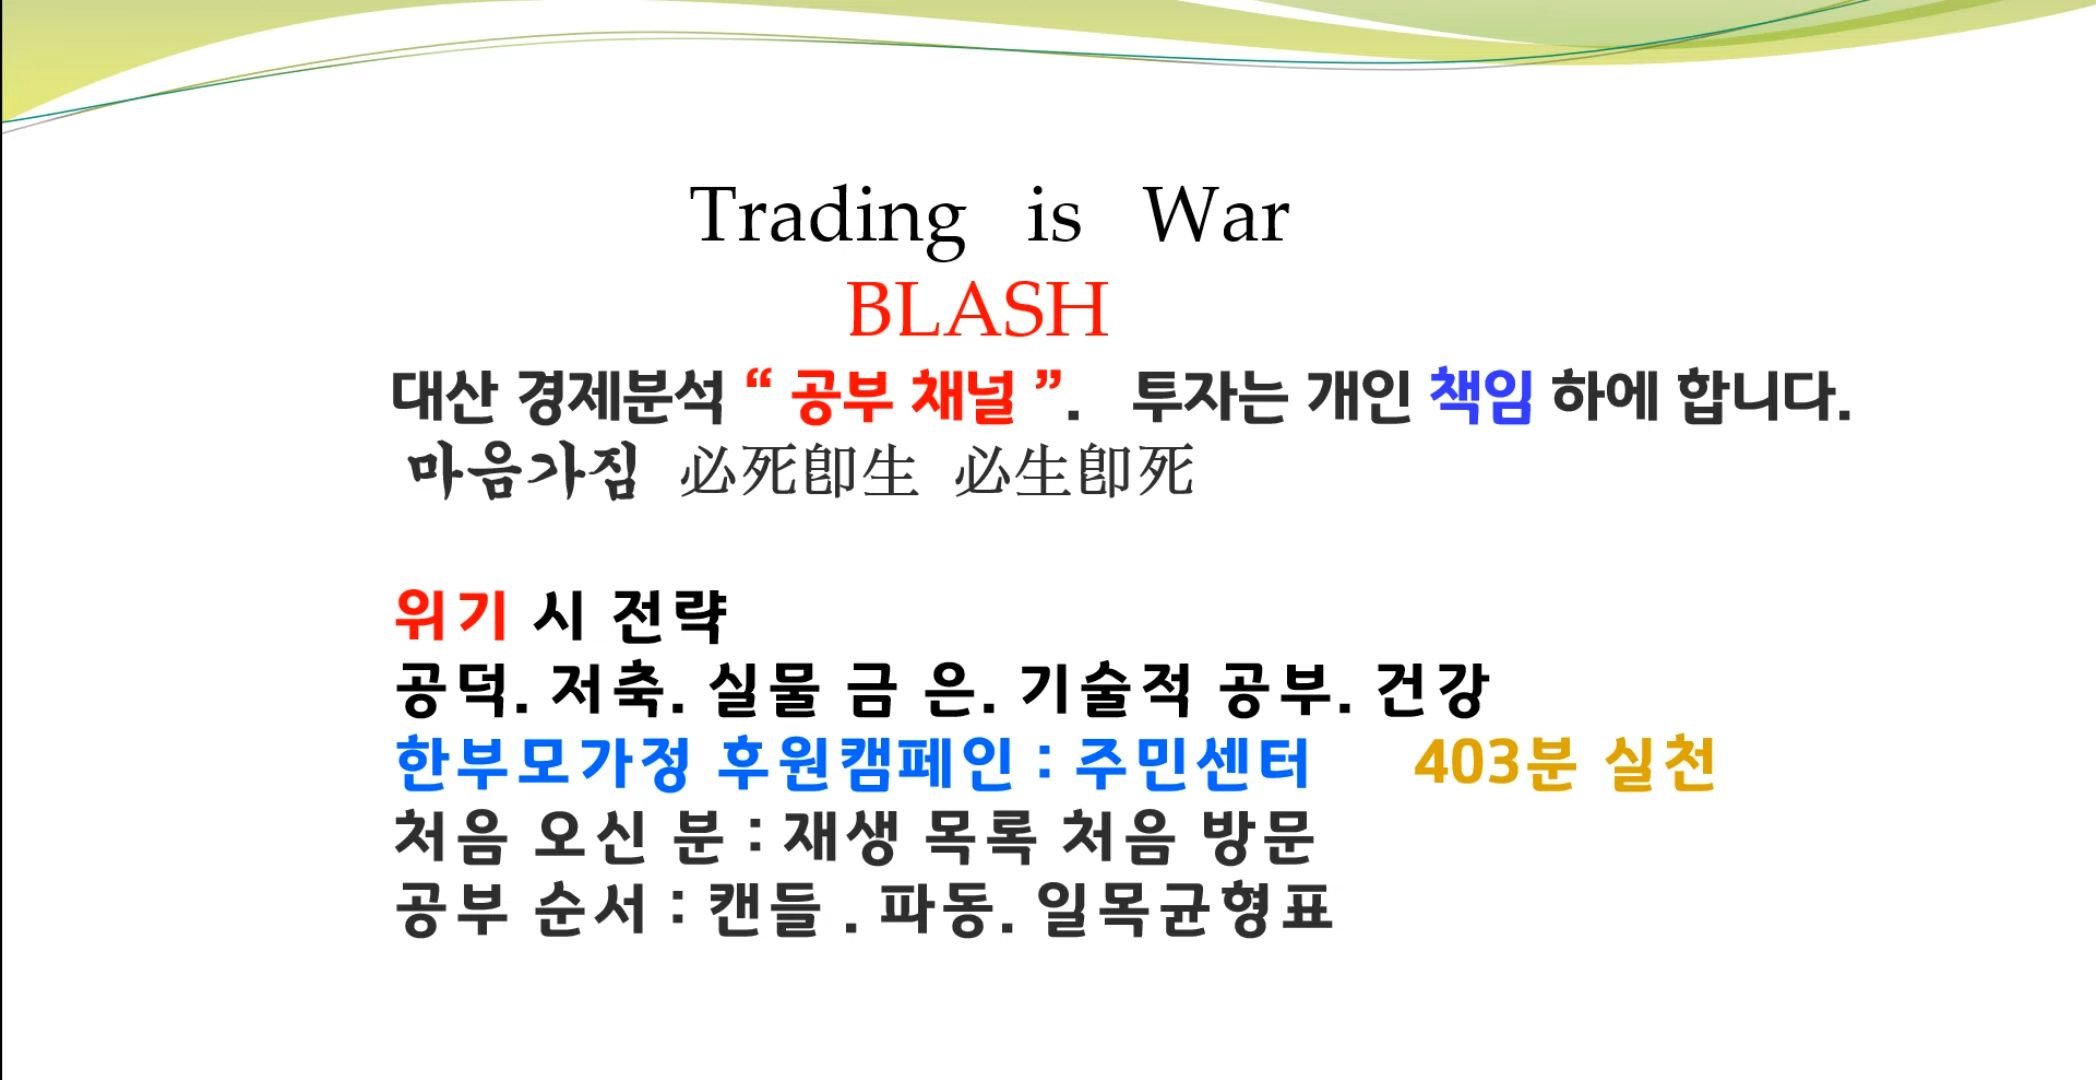 Trading is War
BLASH
대산 경제분석 “ 공부 채널 ”. 투자는 개인 책임 하에 합니다.
마음가짐 必死卽生 必生卽死
위기 시 전략
공덕. 저축. 실물 금 은. 기술적 공부. 건강
한부모가정 후원캠페인 : 주민센터 403분 실천
처음 오신 분 : 재생 목록 처음 방문
공부 순서 : 캔들 . 파동. 일목균형표